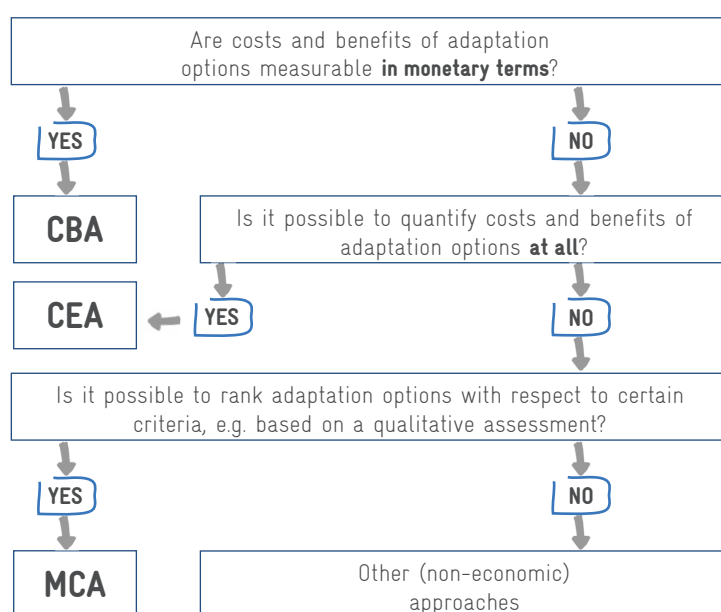 Are costs and benefits of adaptation
options measurable in monetary terms?
YES
NO
CBA
Is it possible to quantify costs and benefits of
adaptation options at all?
CEA
YES
NO
Is it possible to rank adaptation options with respect to certain
criteria, e.g. based on a qualitative assessment?
YES
NO
MCA
Other (non-economic)
approaches